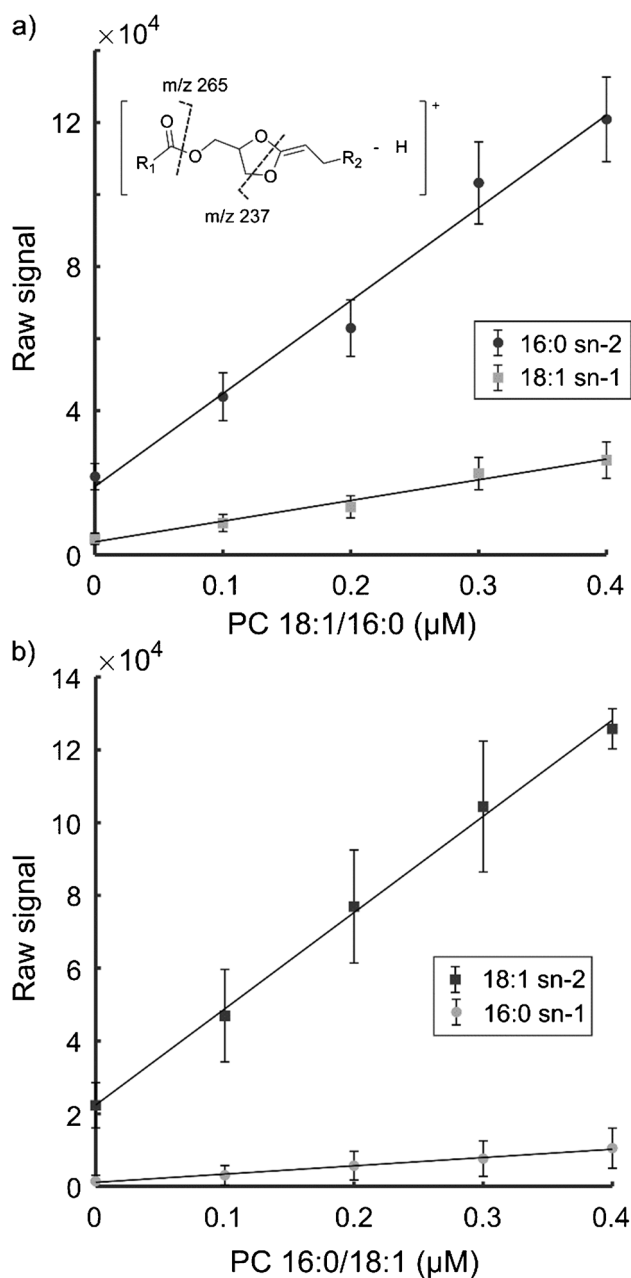 a)
×10⁴
12
8
4
0
Raw signal
m/z 265
O
R₁
O
O
O
R₂
- H
+
m/z 237
16:0 sn-2
18:1 sn-1
0 0.1 0.2 0.3 0.4
PC 18:1/16:0 (µM)
b)
×10⁴
14
12
10
8
6
4
2
0
Raw signal
18:1 sn-2
16:0 sn-1
0 0.1 0.2 0.3 0.4
PC 16:0/18:1 (µM)